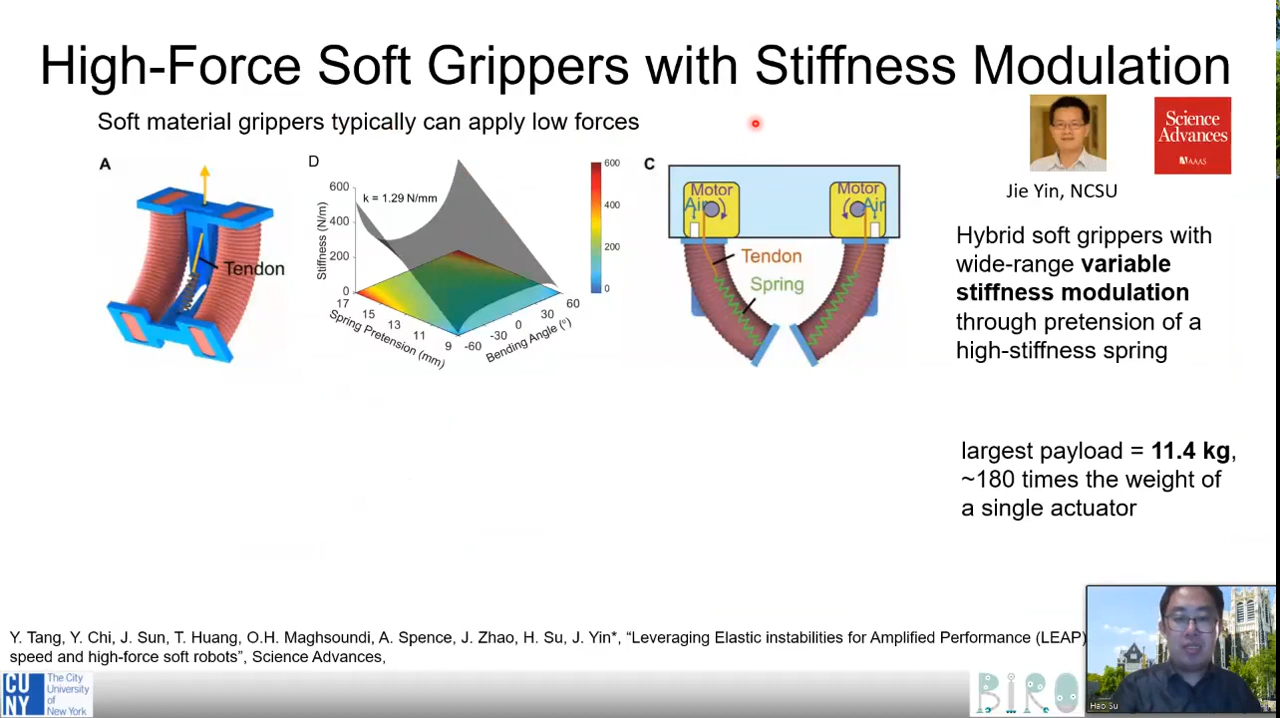 High-Force Soft Grippers with Stiffness Modulation
Soft material grippers typically can apply low forces
Science
Advances
AAAS
Jie Yin, NCSU
A
Tendon
D
k = 1.29 N/mm
Stiffness (N/m)
600
400
200
0
17
15
13
11
9
Spring Pretension (mm)
-60
-30
0
30
60
Bending Angle (°)
600
400
200
0
C
Motor
Air
Motor
Air
Tendon
Spring
Hybrid soft grippers with
wide-range variable
stiffness modulation
through pretension of a
high-stiffness spring
largest payload = 11.4 kg,
~180 times the weight of
a single actuator
Y. Tang, Y. Chi, J. Sun, T. Huang, O.H. Maghsoundi, A. Spence, J. Zhao, H. Su, J. Yin*, “Leveraging Elastic instabilities for Amplified Performance (LEAP)
speed and high-force soft robots”, Science Advances,
CU
NY
The City
University
of
New York
BIRO
Hao Su